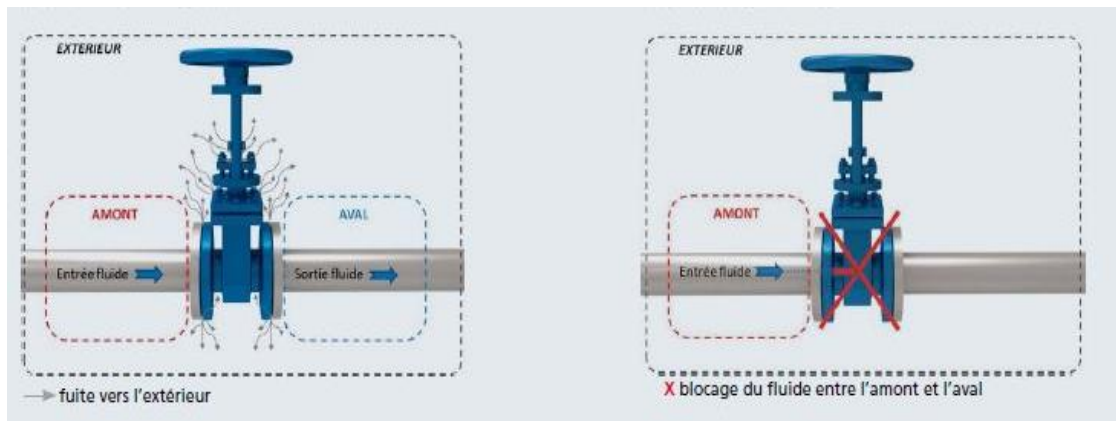 EXTERIEUR
AMONT
AVAL
Entrée fluide
Sortie fluide
fuite vers l'extérieur
EXTERIEUR
AMONT
Entrée fluide
X blocage du fluide entre l'amont et l'aval